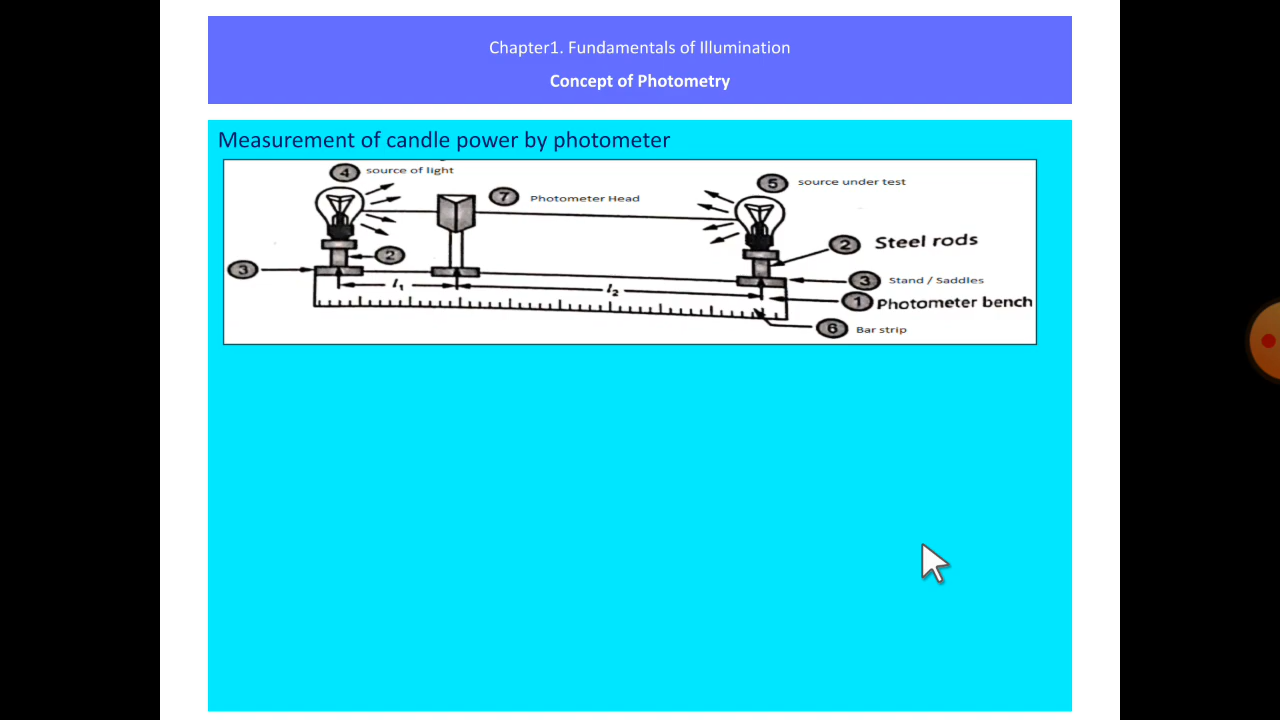 Chapter1. Fundamentals of Illumination
Concept of Photometry
Measurement of candle power by photometer
4 source of light
5 source under test
7 Photometer Head
2 Steel rods
2
3
3 Stand / Saddles
l1
l2
1 Photometer bench
6 Bar strip